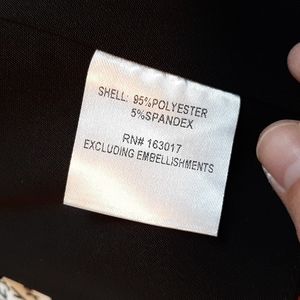 SHELL: 95%POLYESTER
5%SPANDEX
RN# 163017
EXCLUDING EMBELLISHMENTS